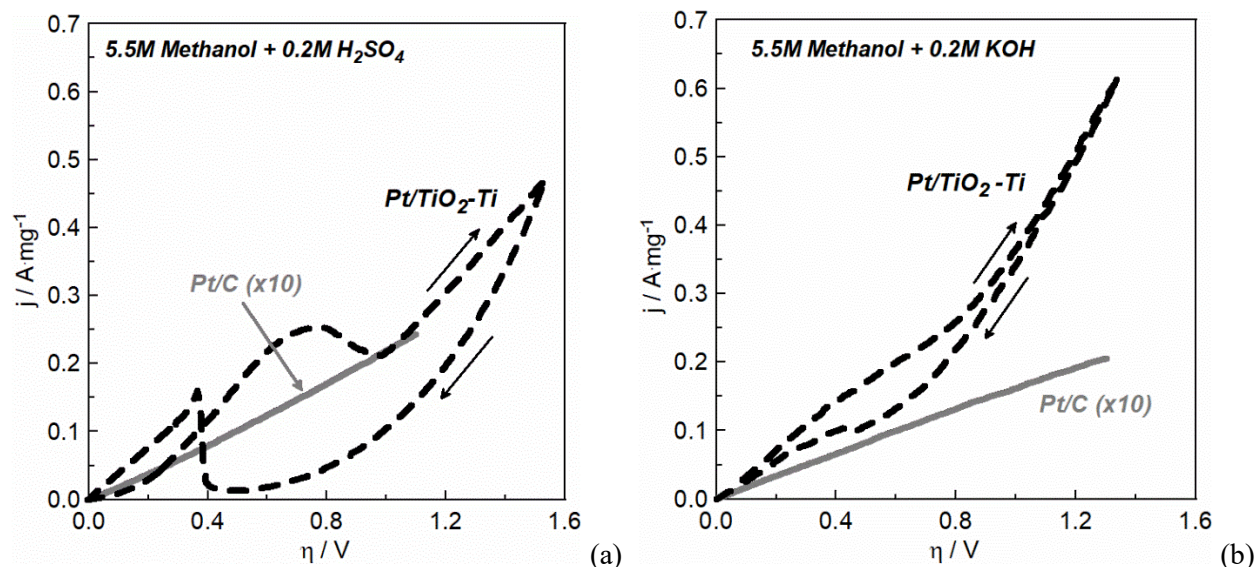 5.5M Methanol + 0.2M H₂SO₄
j / A·mg⁻¹
0.7
0.6
0.5
0.4
0.3
0.2
0.1
0.0
Pt/TiO₂-Ti
Pt/C (x10)
0.0 0.4 0.8 1.2 1.6
η / V
(a)
5.5M Methanol + 0.2M KOH
j / A·mg⁻¹
0.7
0.6
0.5
0.4
0.3
0.2
0.1
0.0
Pt/TiO₂ -Ti
Pt/C (x10)
0.0 0.4 0.8 1.2 1.6
η / V
(b)